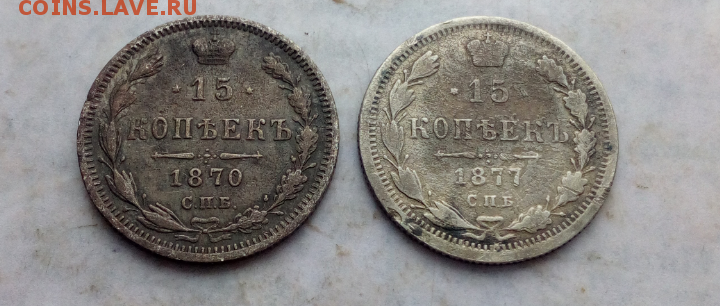 COINS.LAVE.RU
· 15 ·
КОПѢЕКЪ
1870
С.П.Б.
· 15 ·
КОПѢЕКЪ
1877
С.П.Б.